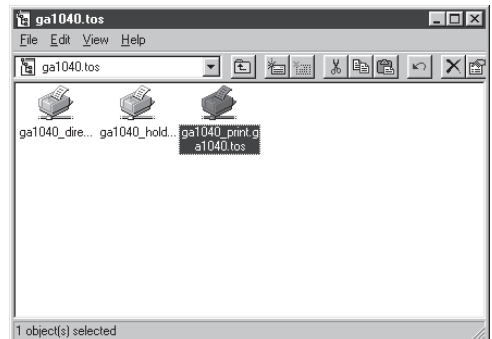 ga1040.tos
File Edit View Help
ga1040.tos
ga1040_dire... ga1040_hold... ga1040_print.g
a1040.tos
1 object(s) selected